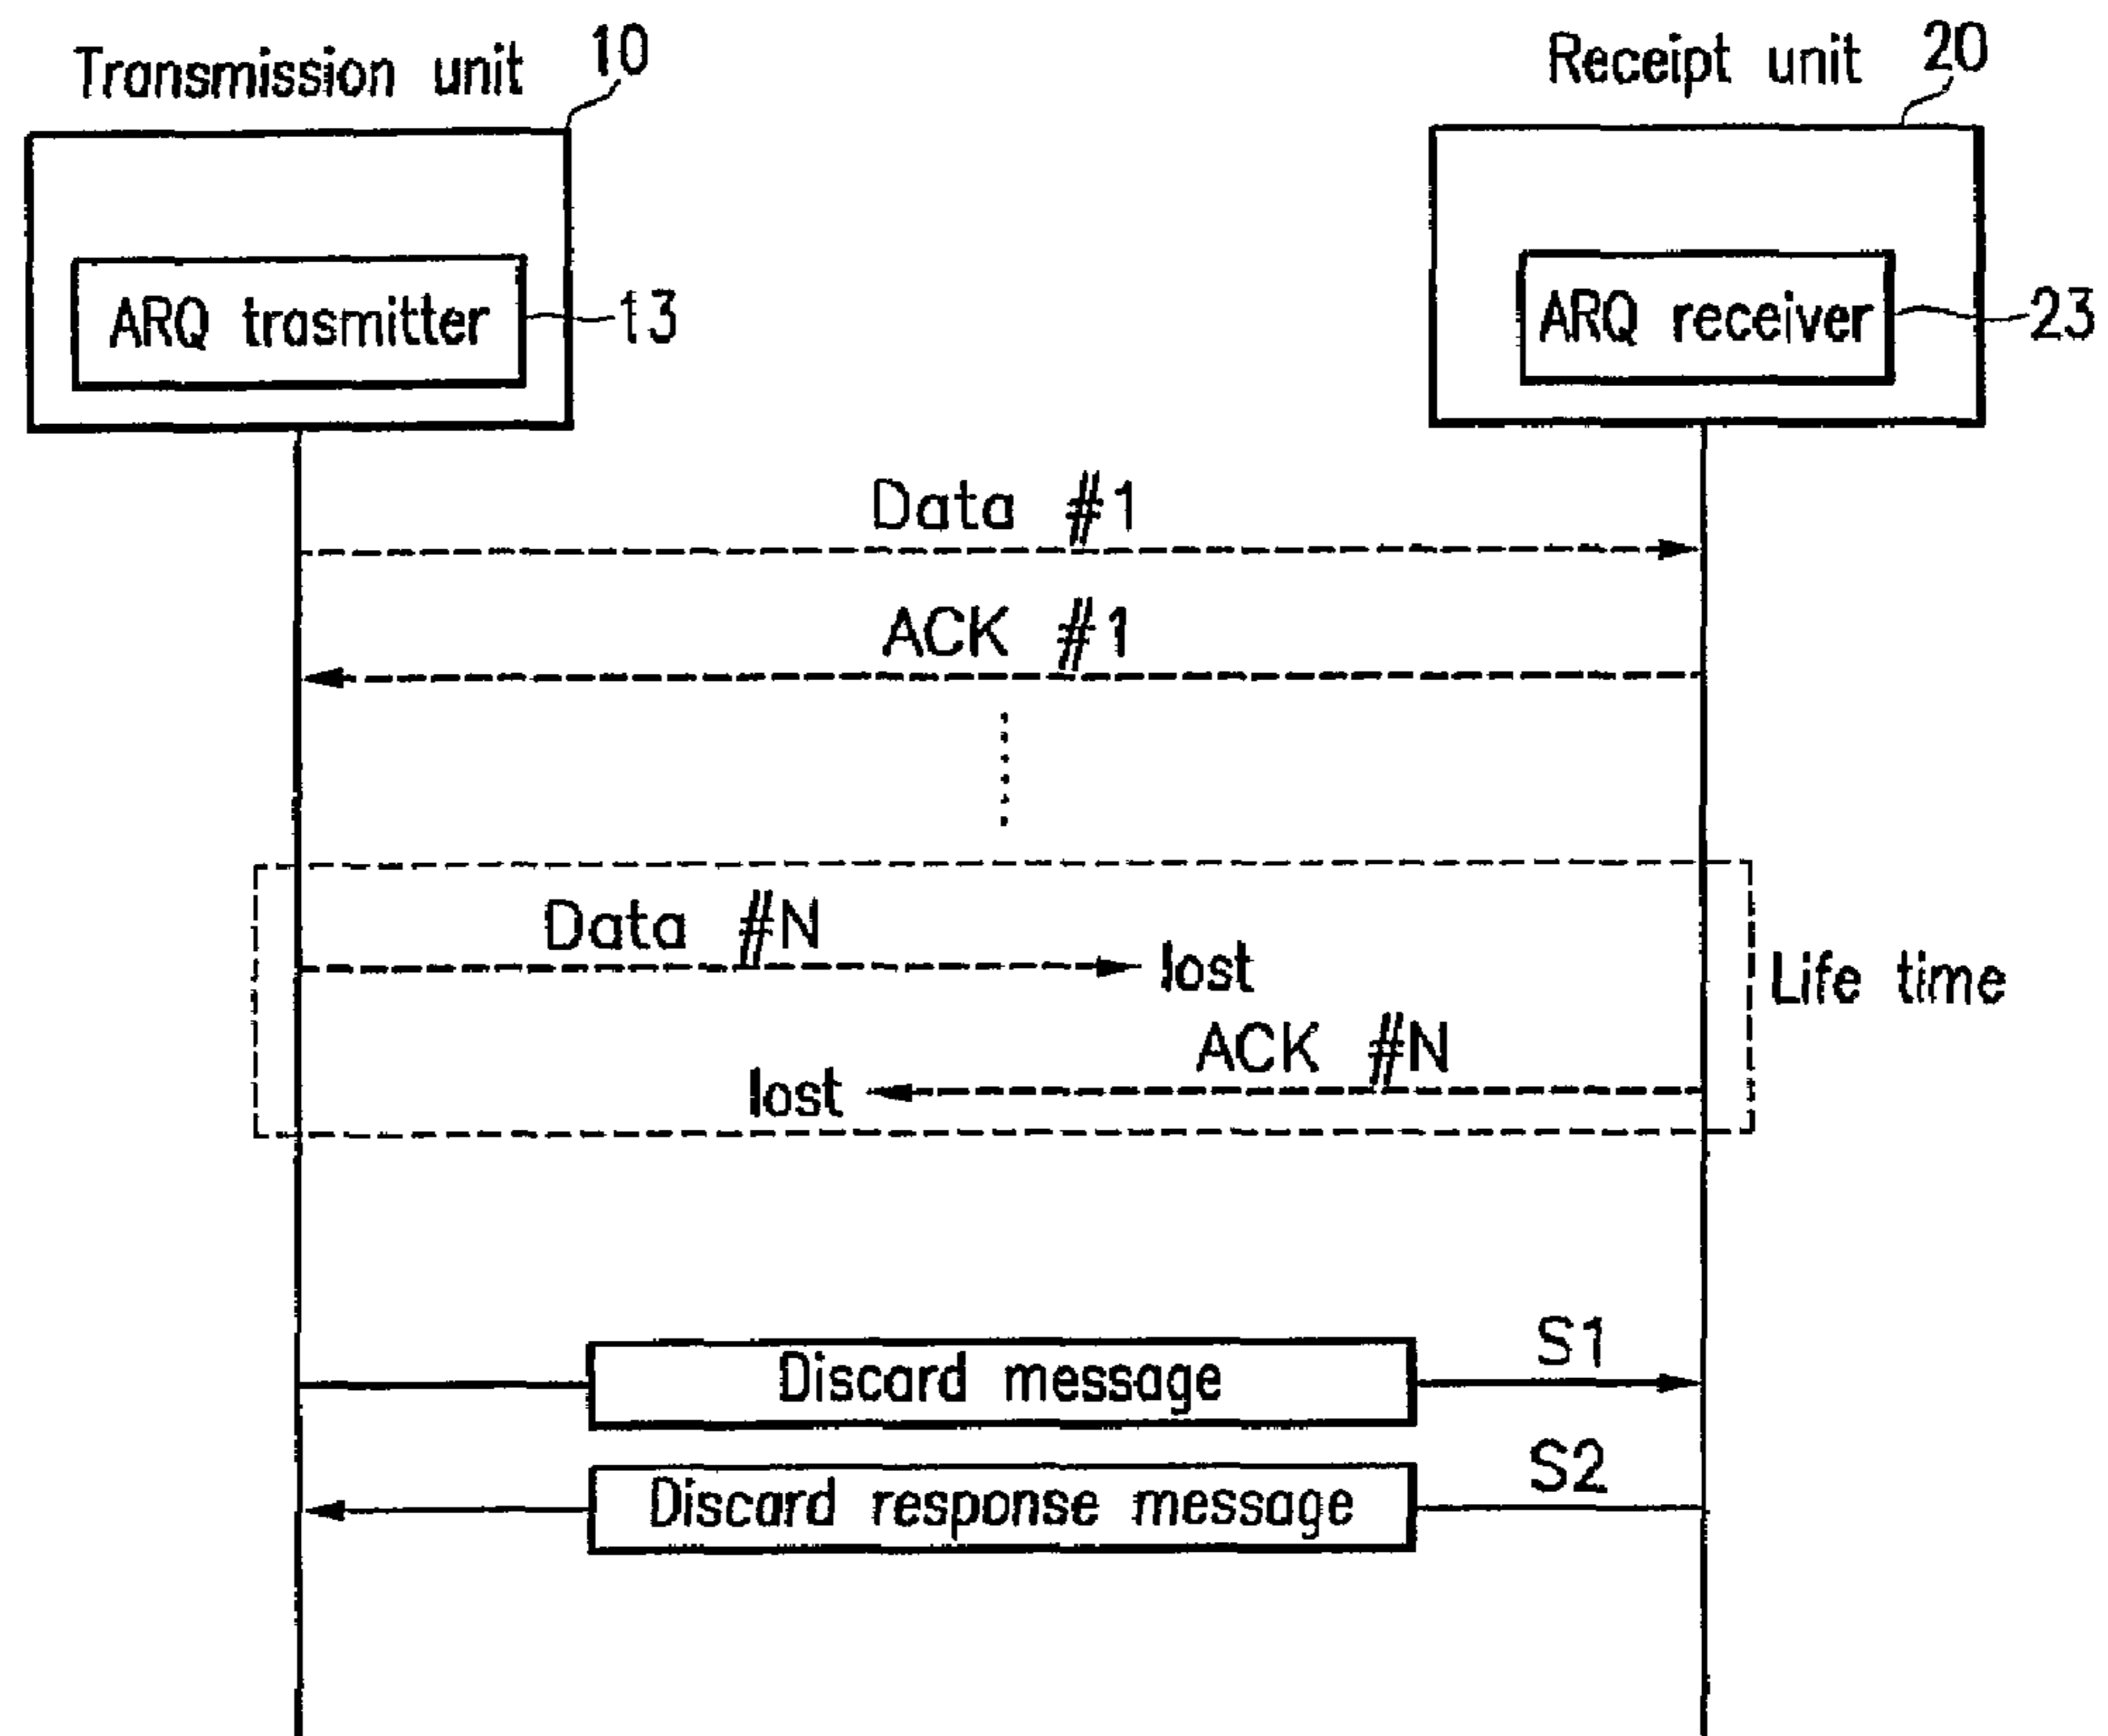 Transmission unit
10
Receipt unit
20
ARQ trasmitter
13
ARQ receiver
23
Data #1
ACK #1
Data #N
lost
Life time
ACK #N
lost
Discard message
S1
Discard response message
S2